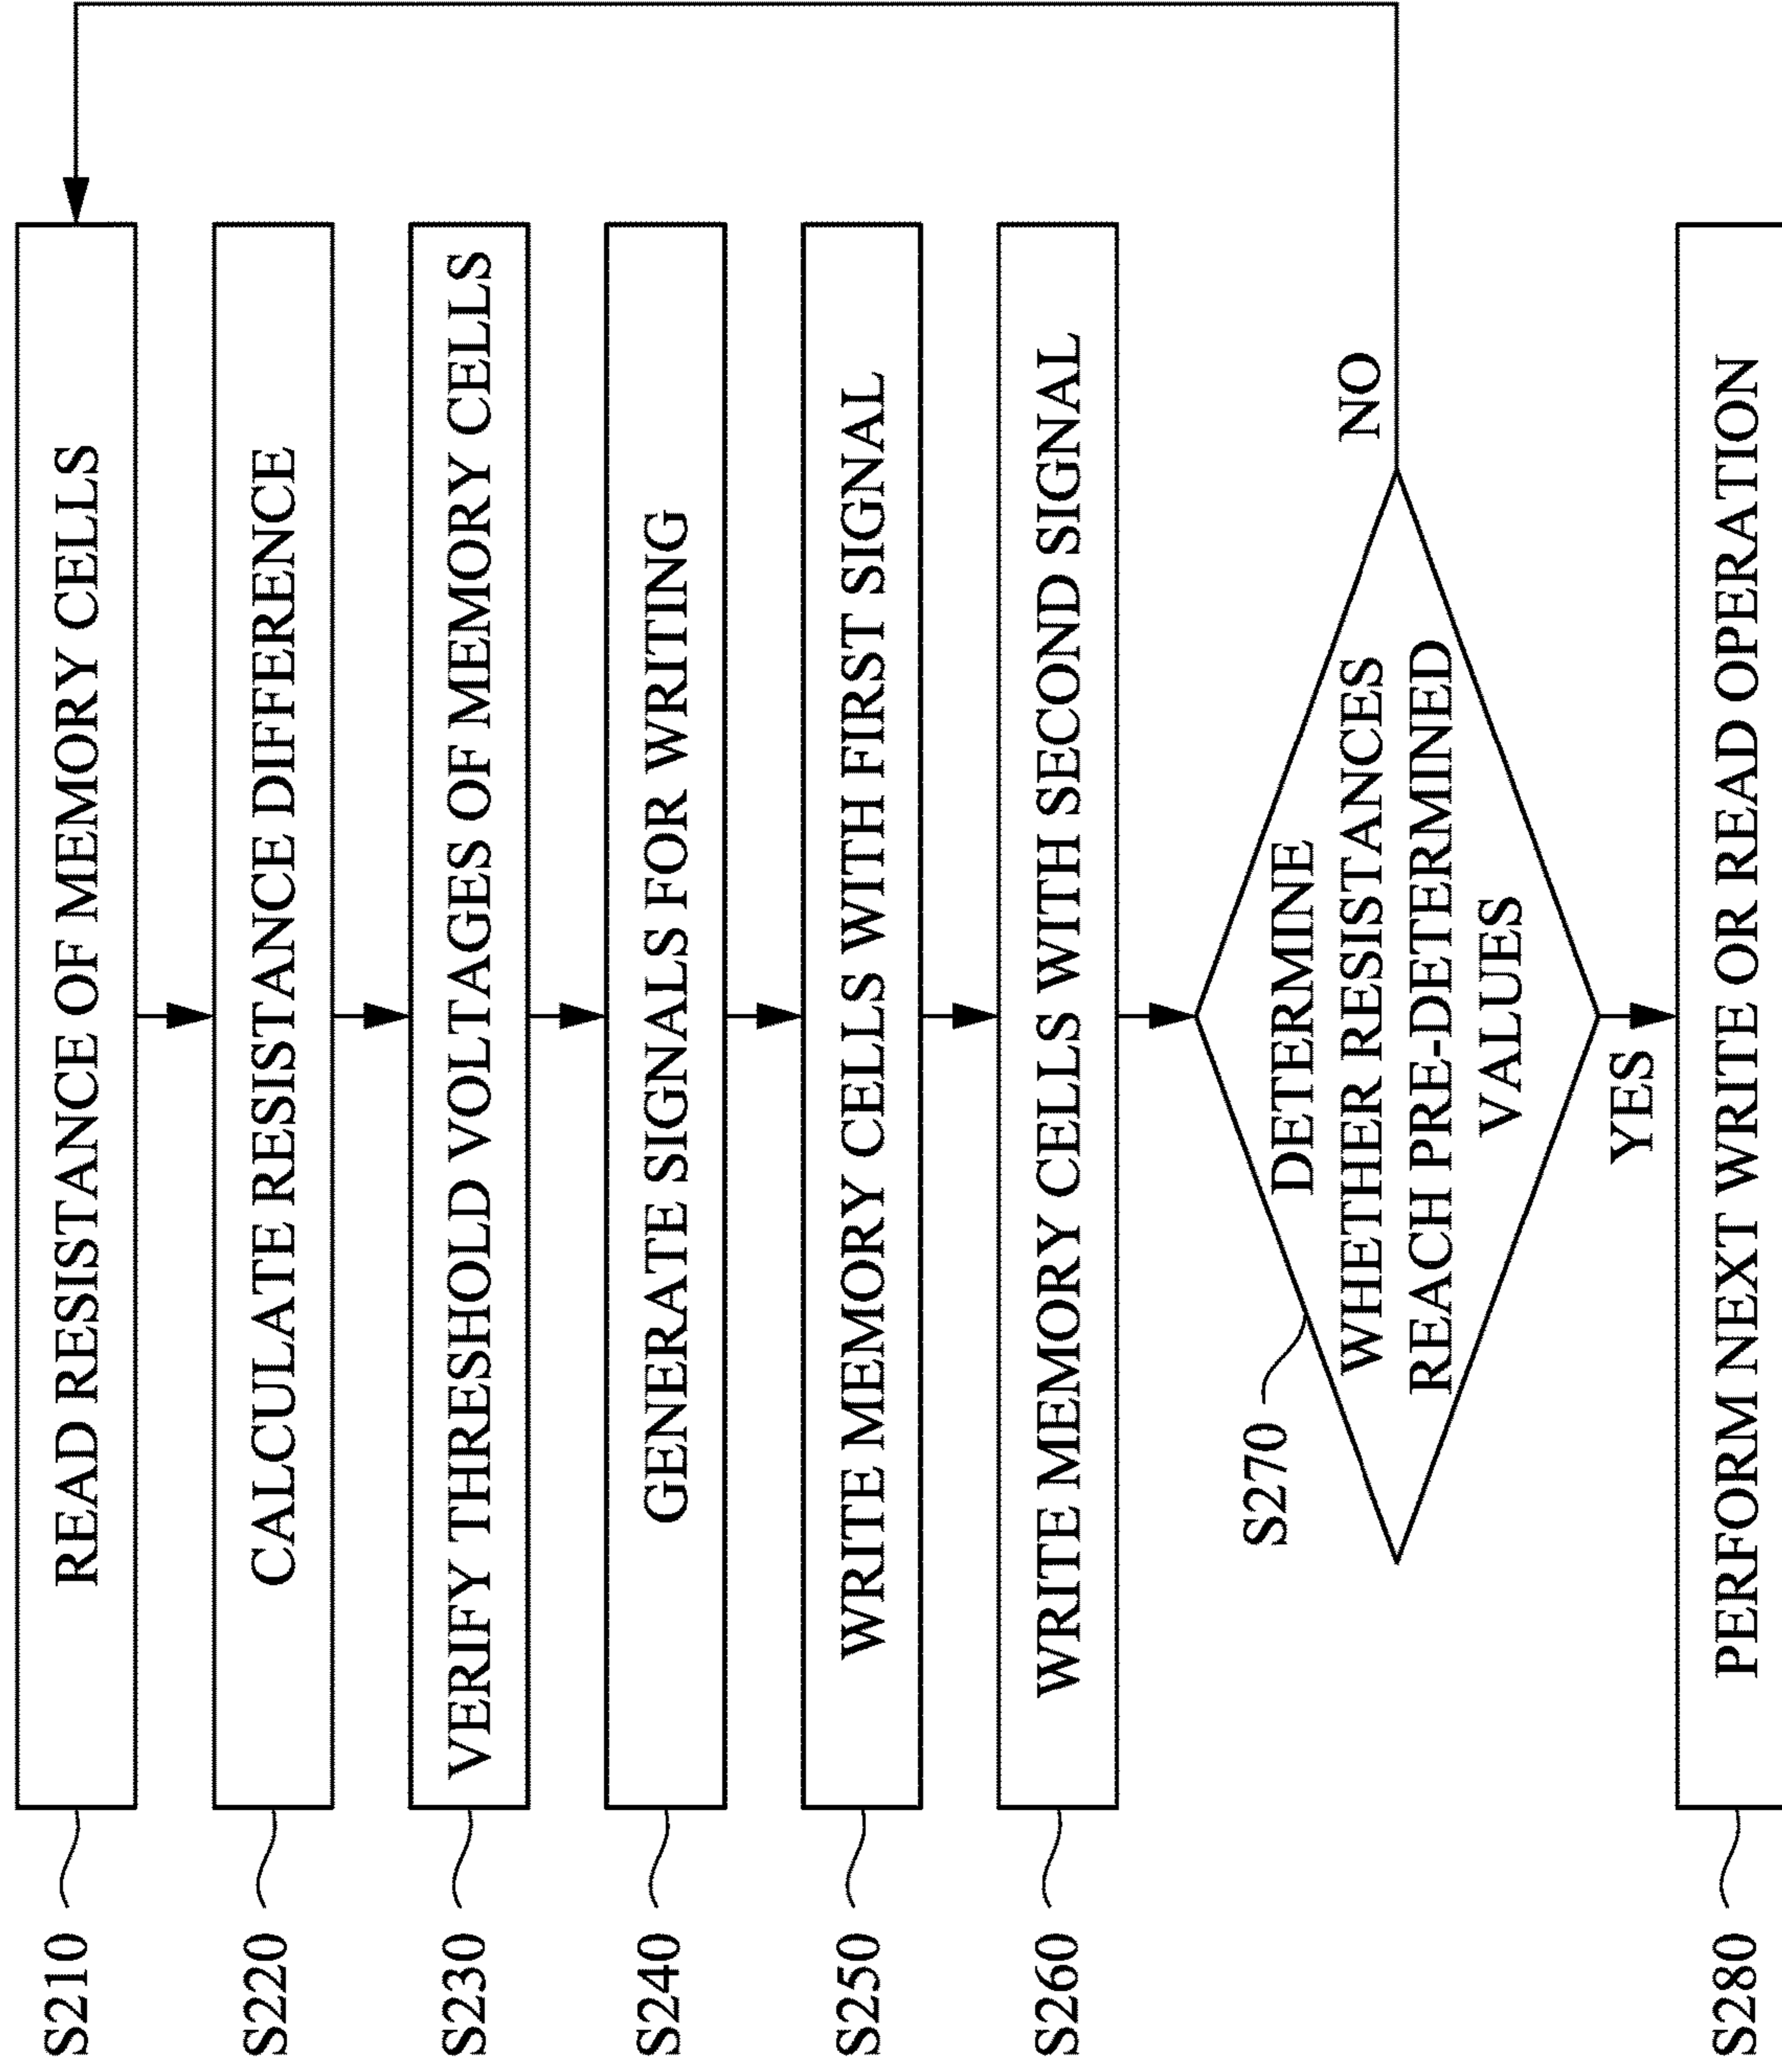 S210
READ RESISTANCE OF MEMORY CELLS
S220
CALCULATE RESISTANCE DIFFERENCE
S230
VERIFY THRESHOLD VOLTAGES OF MEMORY CELLS
S240
GENERATE SIGNALS FOR WRITING
S250
WRITE MEMORY CELLS WITH FIRST SIGNAL
S260
WRITE MEMORY CELLS WITH SECOND SIGNAL
S270
DETERMINE
WHETHER RESISTANCES
REACH PRE-DETERMINED
VALUES
NO
YES
S280
PERFORM NEXT WRITE OR READ OPERATION